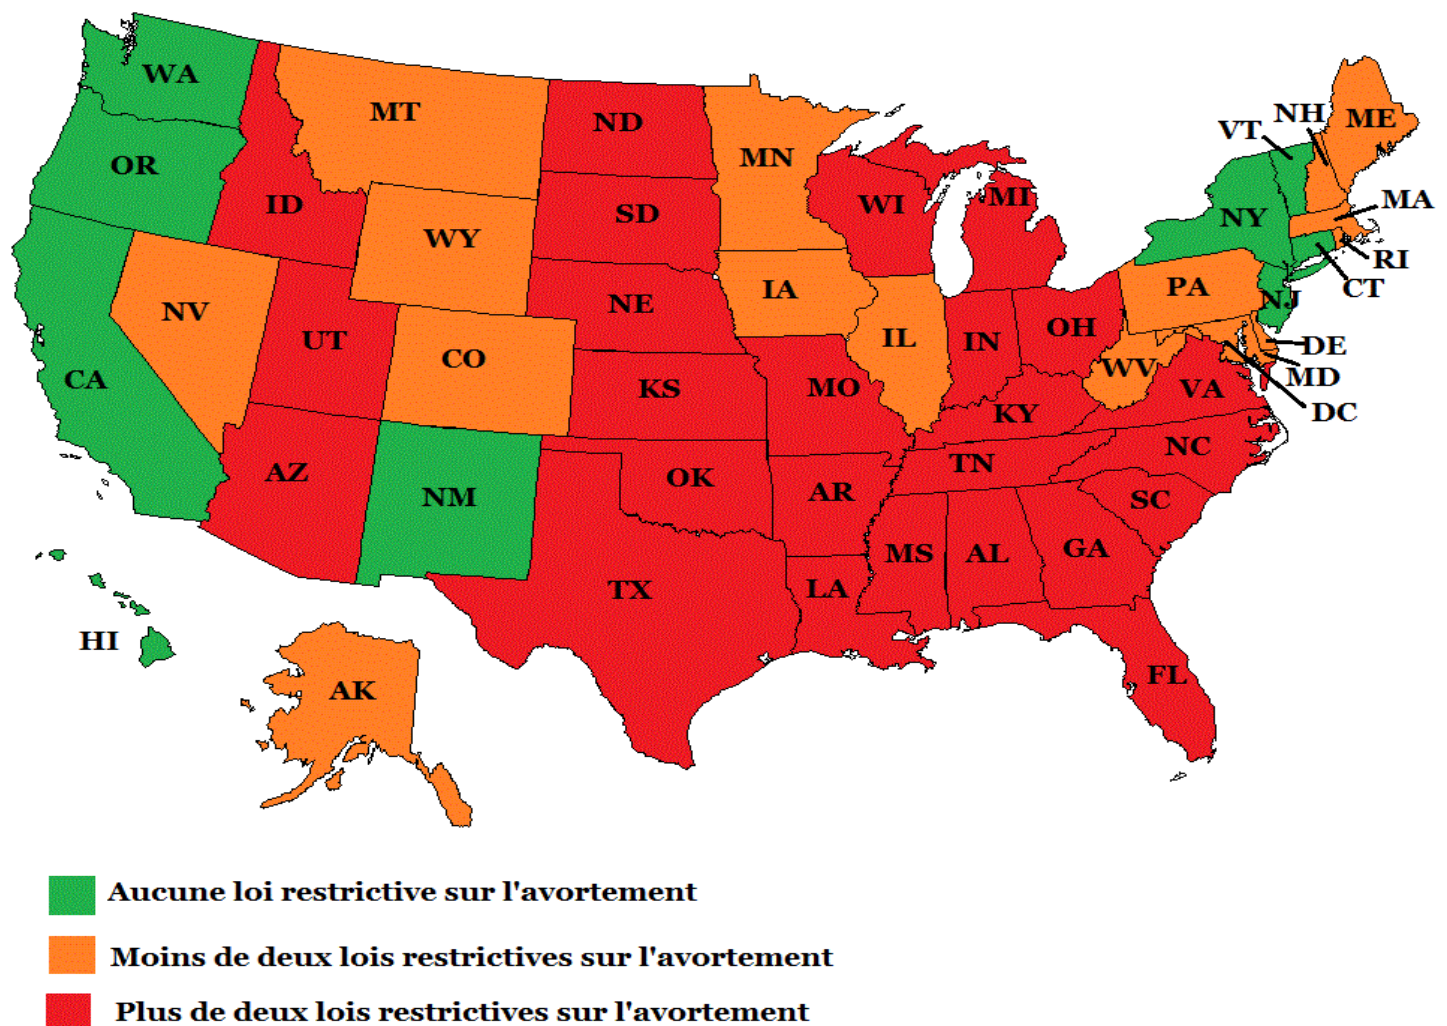 WA
MT
ND
MN
VT
NH
ME
OR
ID
SD
WI
MI
NY
MA
WY
RI
NV
NE
IA
PA
NJ
CT
UT
CO
IL
IN
OH
DE
CA
KS
MO
WV
MD
VA
DC
KY
AZ
NM
OK
AR
TN
NC
SC
TX
LA
MS
AL
GA
HI
AK
FL
Aucune loi restrictive sur l'avortement
Moins de deux lois restrictives sur l'avortement
Plus de deux lois restrictives sur l'avortement